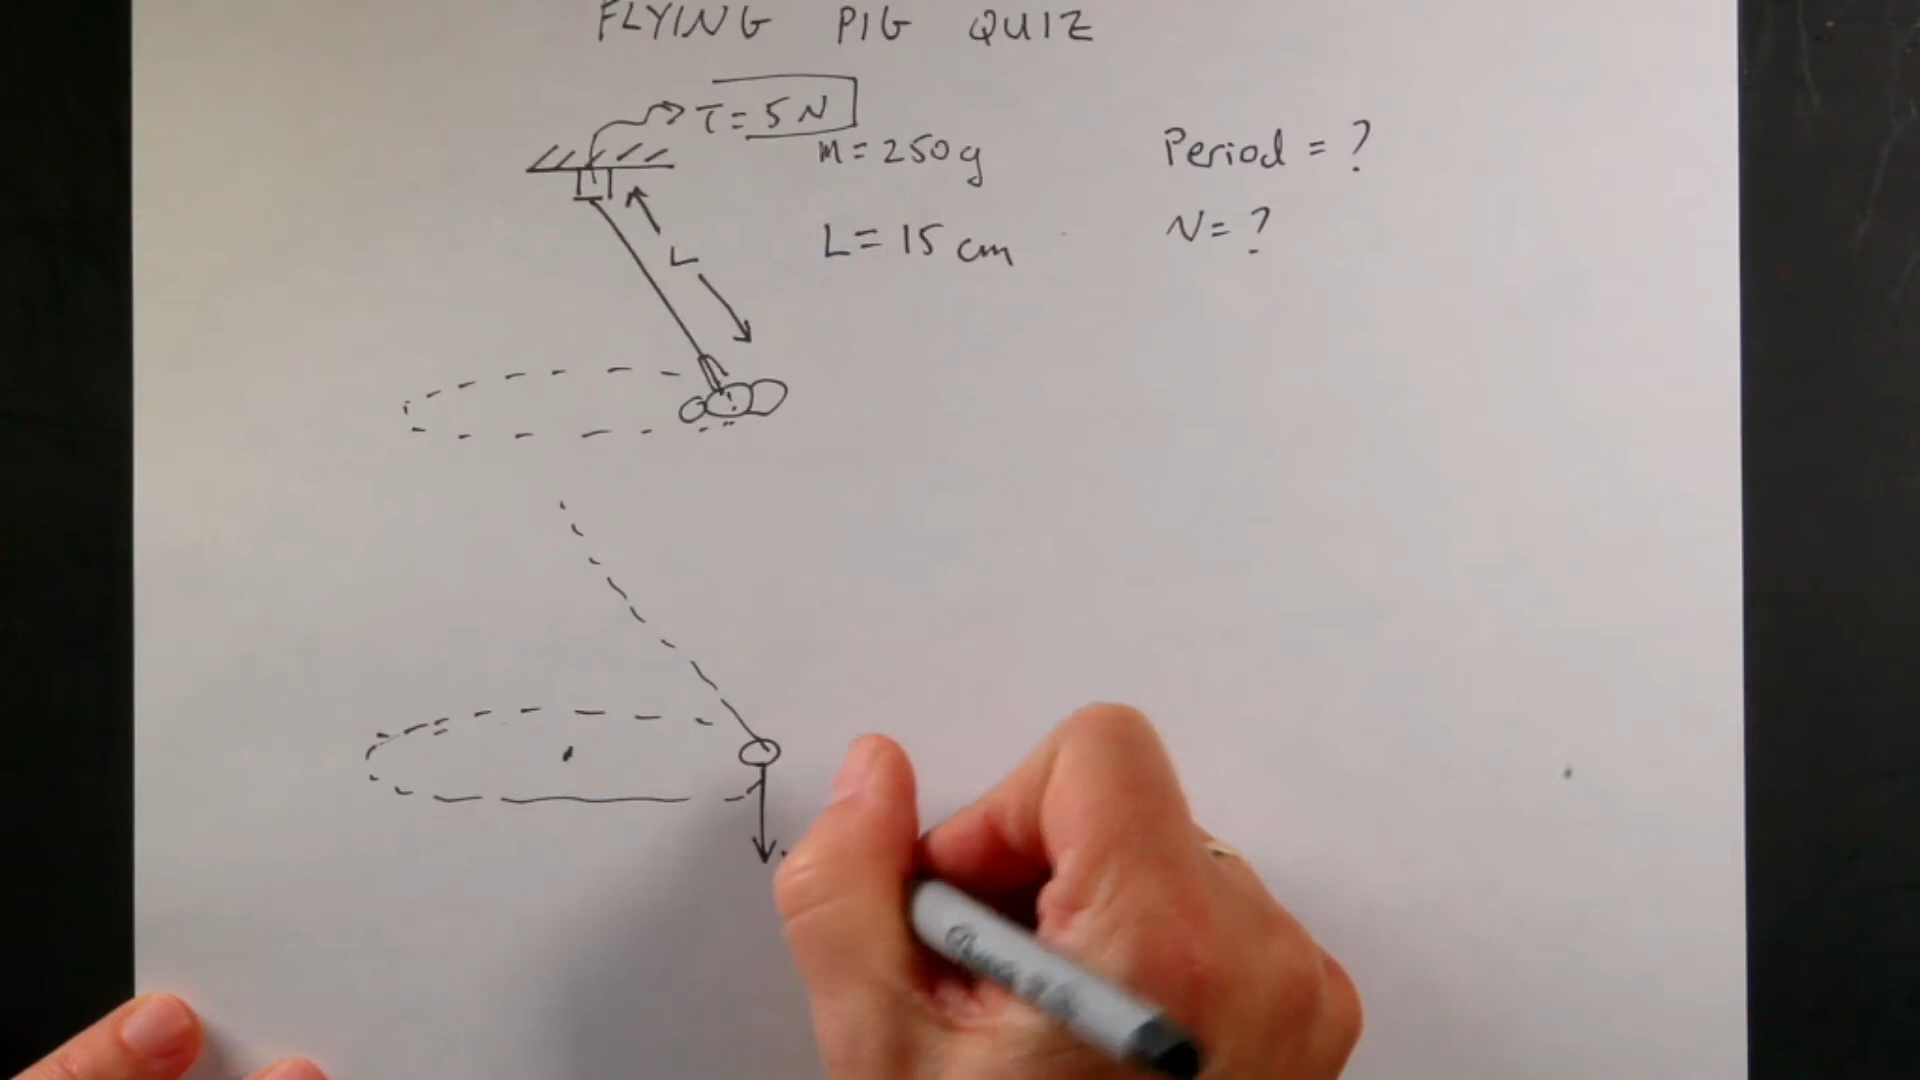 FLYING PIG QUIZ
T = 5 N
m = 250 g
L = 15 cm
Period = ?
N = ?
L